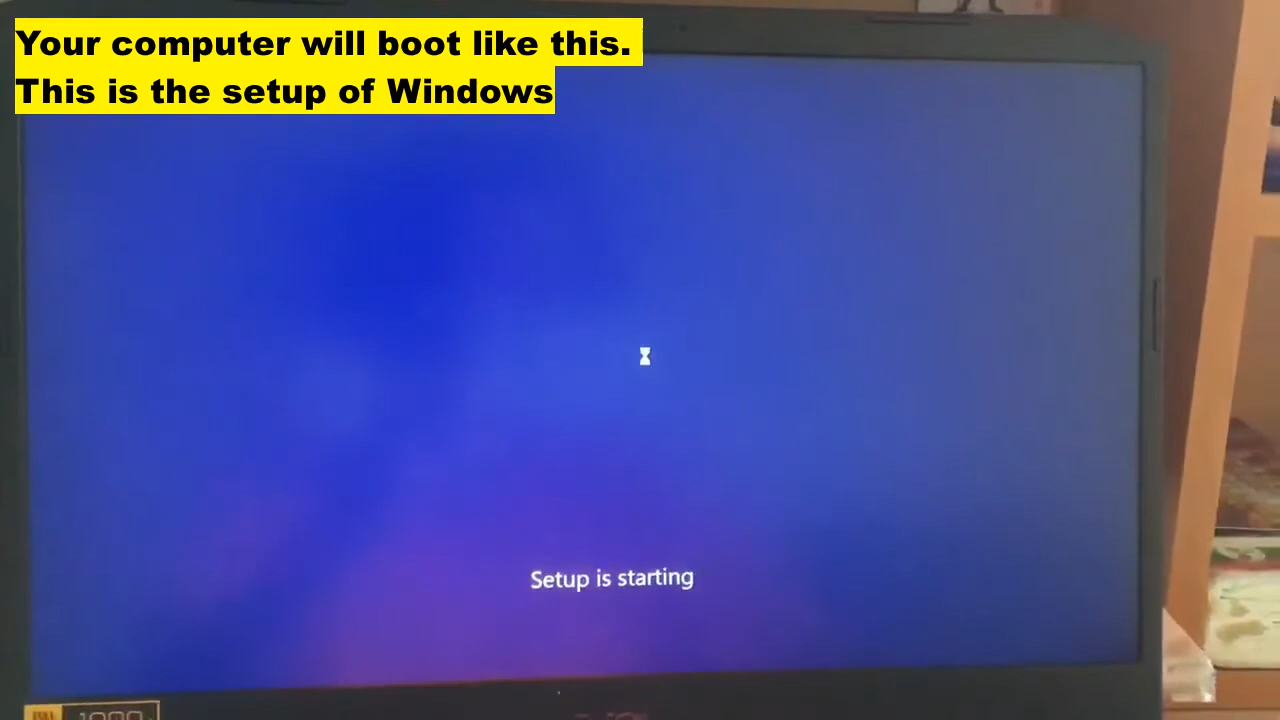 Your computer will boot like this.
This is the setup of Windows
Setup is starting